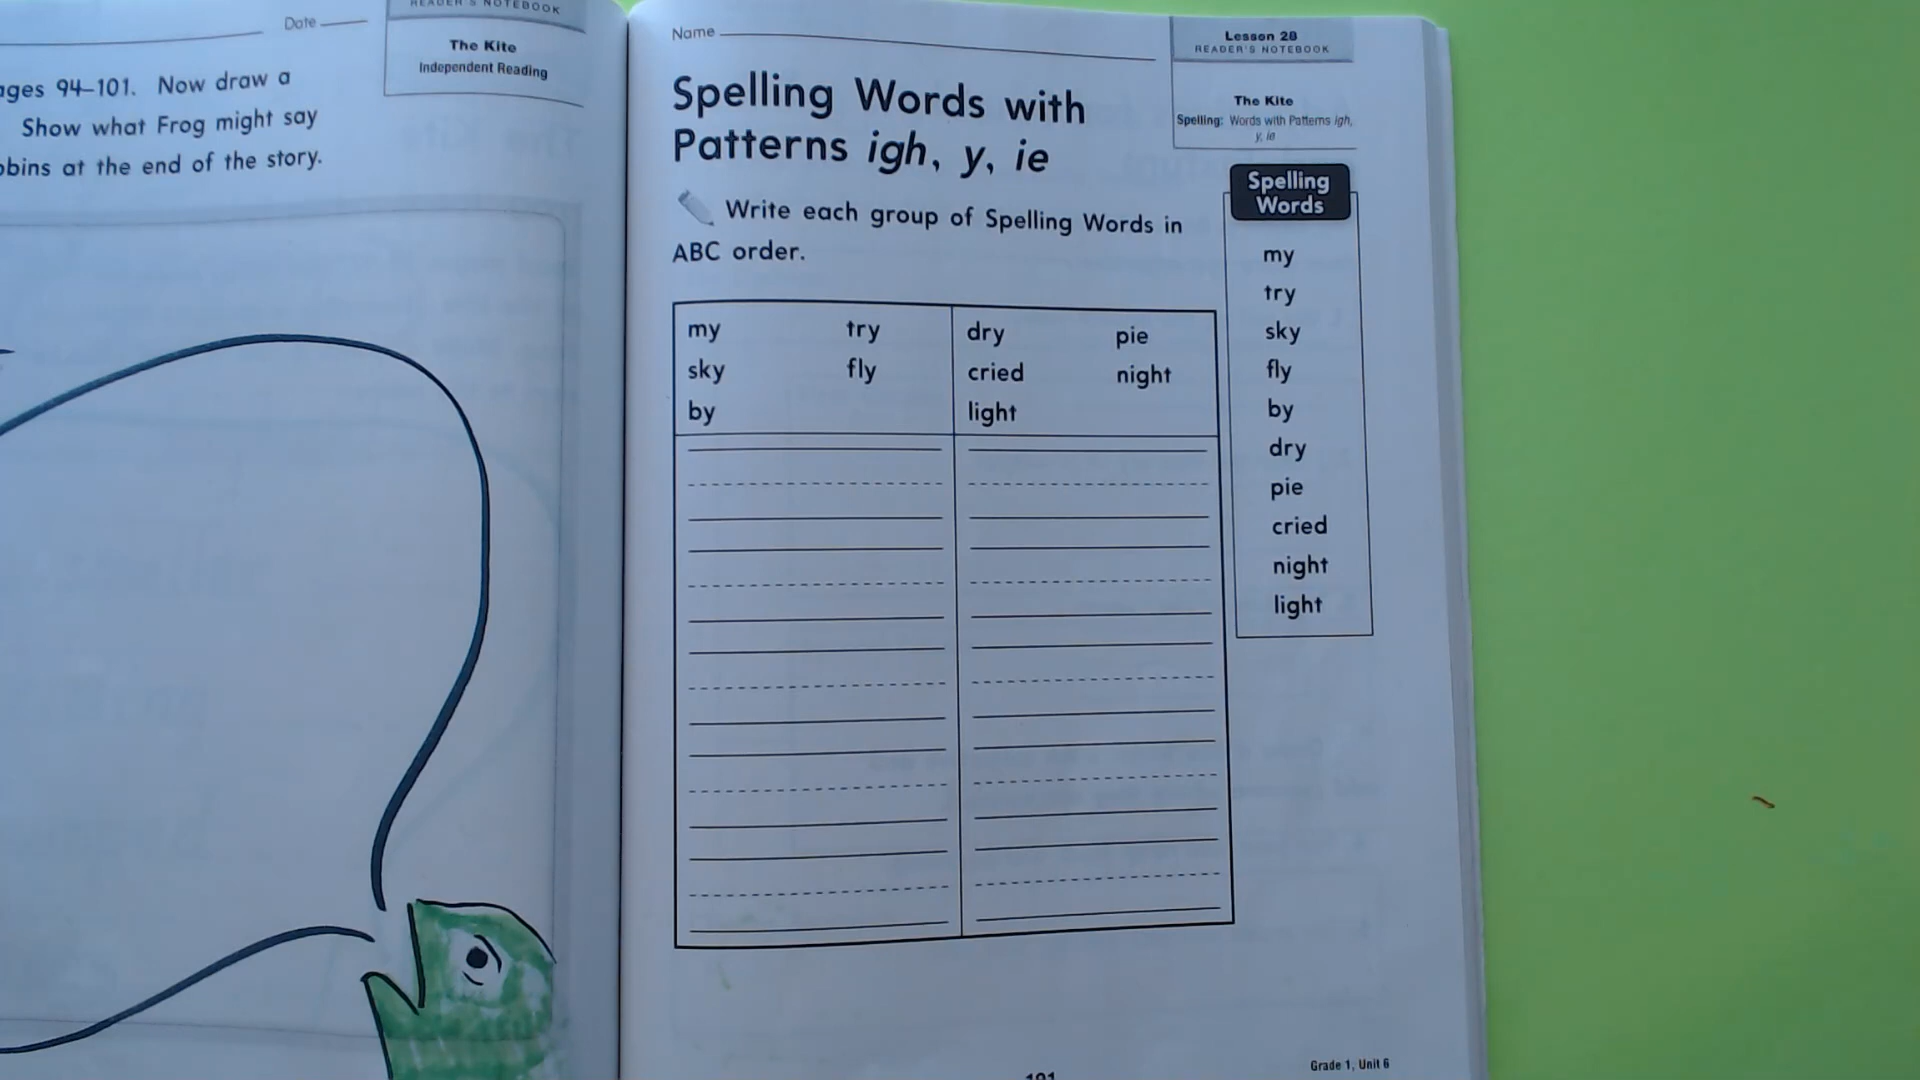 Date
READER'S NOTEBOOK
The Kite
Independent Reading
94–101. Now draw a
Show what Frog might say
at the end of the story.
Name
Lesson 28
READER'S NOTEBOOK
The Kite
Spelling: Words with Patterns igh,
y, ie
Spelling Words with
Patterns igh, y, ie
Write each group of Spelling Words in
ABC order.
my try
sky fly
by
dry pie
cried night
light
Spelling
Words
my
try
sky
fly
by
dry
pie
cried
night
light
Grade 1, Unit 6